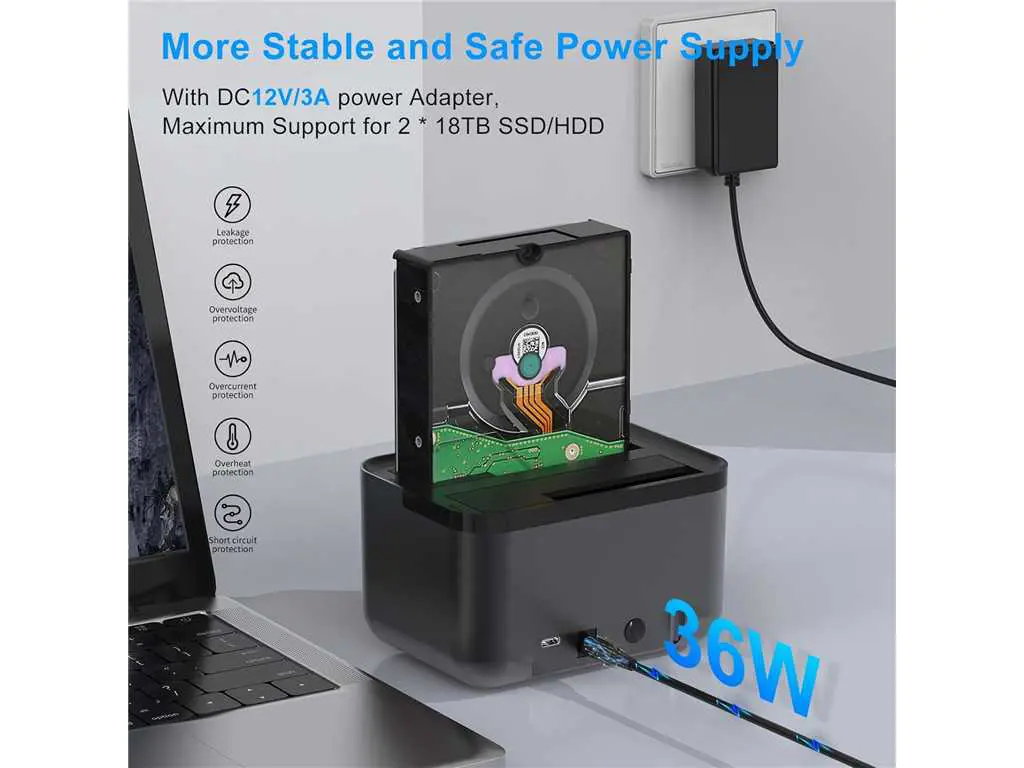 More Stable and Safe Power Supply
With DC12V/3A power Adapter,
Maximum Support for 2 * 18TB SSD/HDD
Leakage
protection
Overvoltage
protection
Overcurrent
protection
Overheat
protection
Short circuit
protection
36W
option